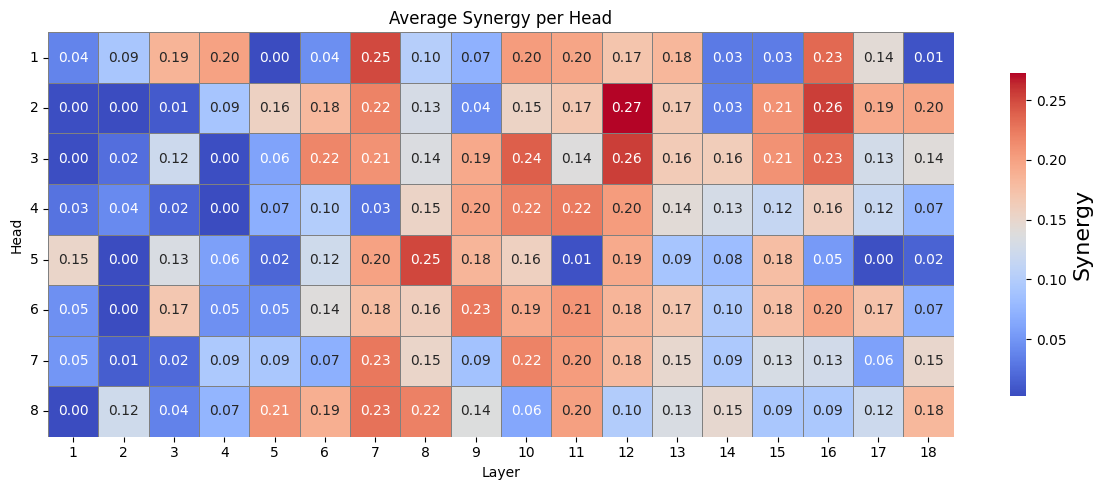 Average Synergy per Head
1 0.04 0.09 0.19 0.20 0.00 0.04 0.25 0.10 0.07 0.20 0.20 0.17 0.18 0.03 0.03 0.23 0.14 0.01
2 0.00 0.00 0.01 0.09 0.16 0.18 0.22 0.13 0.04 0.15 0.17 0.27 0.17 0.03 0.21 0.26 0.19 0.20
3 0.00 0.02 0.12 0.00 0.06 0.22 0.21 0.14 0.19 0.24 0.14 0.26 0.16 0.16 0.21 0.23 0.13 0.14
4 0.03 0.04 0.02 0.00 0.07 0.10 0.03 0.15 0.20 0.22 0.22 0.20 0.14 0.13 0.12 0.16 0.12 0.07
5 0.15 0.00 0.13 0.06 0.02 0.12 0.20 0.25 0.18 0.16 0.01 0.19 0.09 0.08 0.18 0.05 0.00 0.02
6 0.05 0.00 0.17 0.05 0.05 0.14 0.18 0.16 0.23 0.19 0.21 0.18 0.17 0.10 0.18 0.20 0.17 0.07
7 0.05 0.01 0.02 0.09 0.09 0.07 0.23 0.15 0.09 0.22 0.20 0.18 0.15 0.09 0.13 0.13 0.06 0.15
8 0.00 0.12 0.04 0.07 0.21 0.19 0.23 0.22 0.14 0.06 0.20 0.10 0.13 0.15 0.09 0.09 0.12 0.18
1 2 3 4 5 6 7 8 9 10 11 12 13 14 15 16 17 18
Layer
Head
0.25
0.20
0.15
0.10
0.05
Synergy